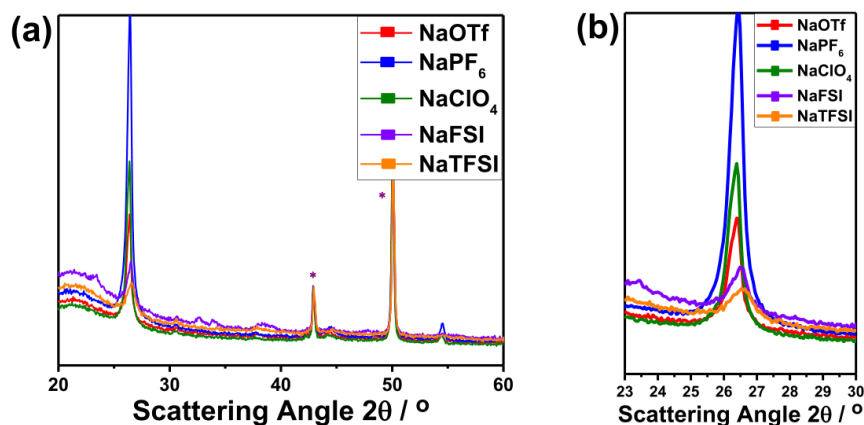 (a)
NaOTf
NaPF6
NaClO4
NaFSI
NaTFSI
*
*
20 30 40 50 60
Scattering Angle 2θ / º
(b)
NaOTf
NaPF6
NaClO4
NaFSI
NaTFSI
23 24 25 26 27 28 29 30
Scattering Angle 2θ / º